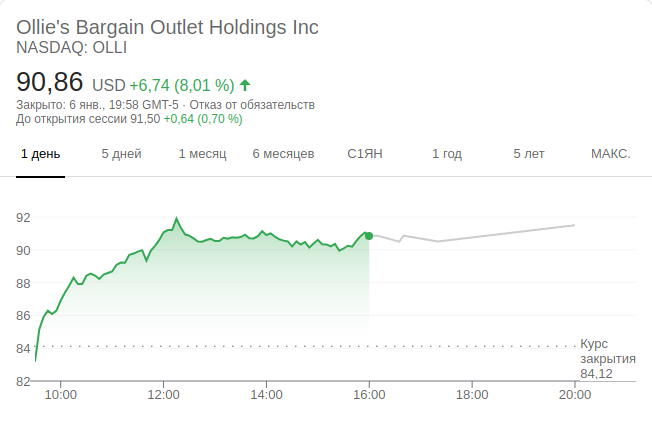 Ollie's Bargain Outlet Holdings Inc
NASDAQ: OLLI
90,86 USD +6,74 (8,01 %)
Закрыто: 6 янв., 19:58 GMT-5 · Отказ от обязательств
До открытия сессии 91,50 +0,64 (0,70 %)
1 день 5 дней 1 месяц 6 месяцев С1ЯН 1 год 5 лет МАКС.
92
90
88
86
84
Курс
закрытия
84,12
82
10:00 12:00 14:00 16:00 18:00 20:00